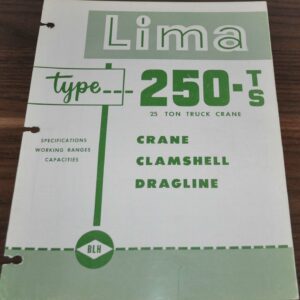 Lima
type--- 250-TS
25 TON TRUCK CRANE
SPECIFICATIONS
WORKING RANGES
CAPACITIES
CRANE
CLAMSHELL
DRAGLINE
BLH